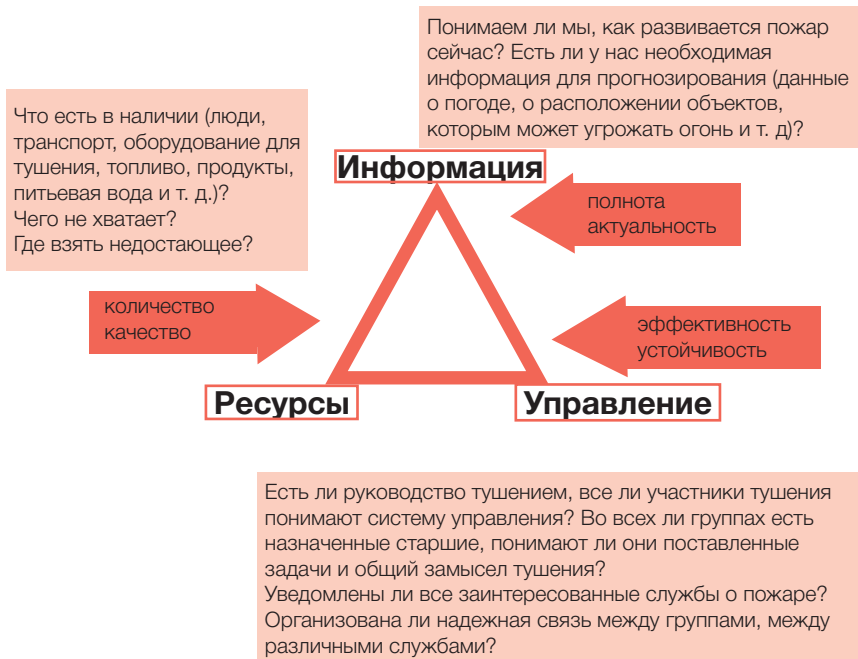 Понимаем ли мы, как развивается пожар
сейчас? Есть ли у нас необходимая
информация для прогнозирования (данные
о погоде, о расположении объектов,
которым может угрожать огонь и т. д)?
Что есть в наличии (люди,
транспорт, оборудование для
тушения, топливо, продукты,
питьевая вода и т. д.)?
Чего не хватает?
Где взять недостающее?
Информация
полнота
актуальность
количество
качество
эффективность
устойчивость
Ресурсы
Управление
Есть ли руководство тушением, все ли участники тушения
понимают систему управления? Во всех ли группах есть
назначенные старшие, понимают ли они поставленные
задачи и общий замысел тушения?
Уведомлены ли все заинтересованные службы о пожаре?
Организована ли надежная связь между группами, между
различными службами?